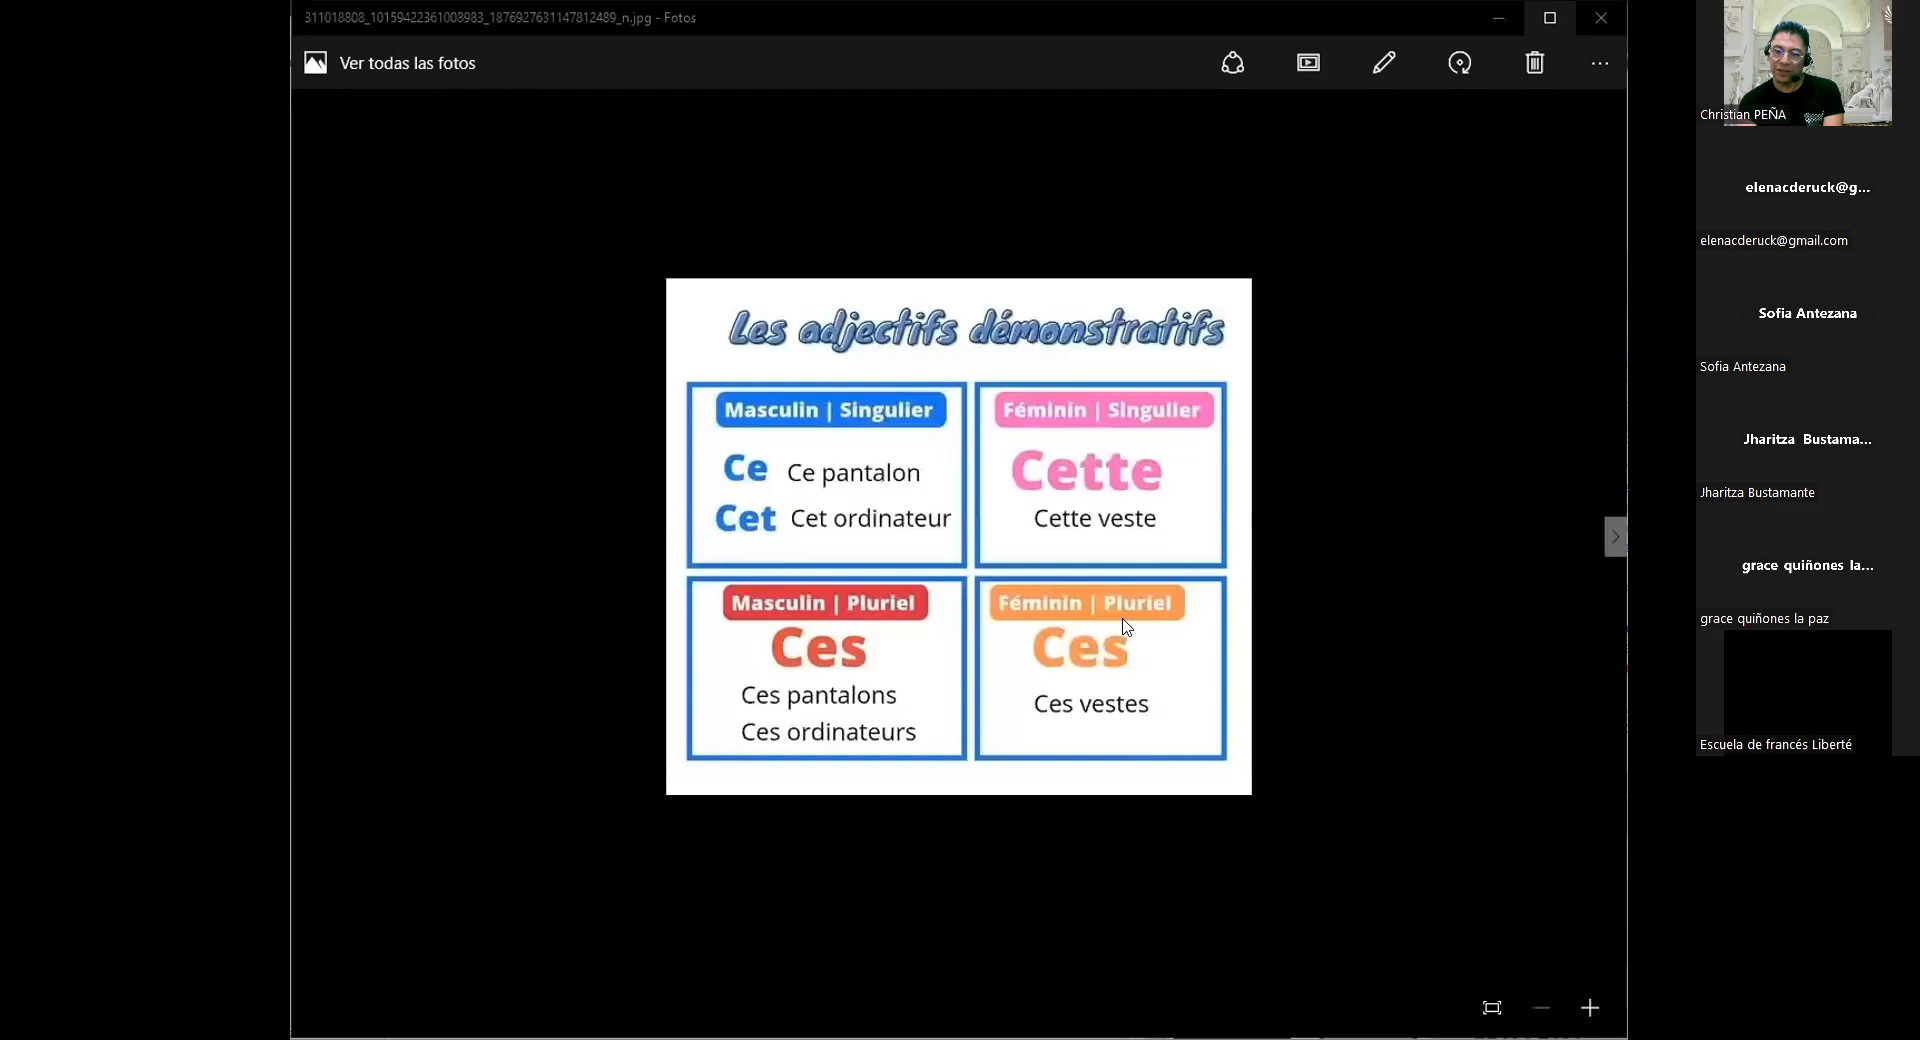 311018808_10159422361008983_1876927631147812489_n.jpg - Fotos
Ver todas las fotos
Les adjectifs démonstratifs
Masculin | Singulier
Ce Ce pantalon
Cet Cet ordinateur
Féminin | Singulier
Cette
Cette veste
Masculin | Pluriel
Ces
Ces pantalons
Ces ordinateurs
Féminin | Pluriel
Ces
Ces vestes
Christian PEÑA
elenacderuck@g...
elenacderuck@gmail.com
Sofia Antezana
Sofia Antezana
Jharitza Bustama...
Jharitza Bustamante
grace quiñones la...
grace quiñones la paz
Escuela de francés Liberté